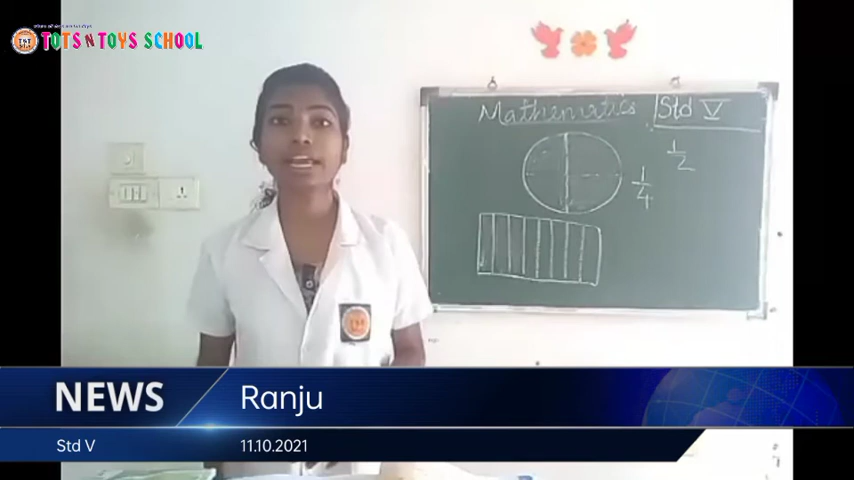 TOTS N TOYS SCHOOL
Mathematics Std V
1/2
1/4
NEWS Ranju
Std V 11.10.2021